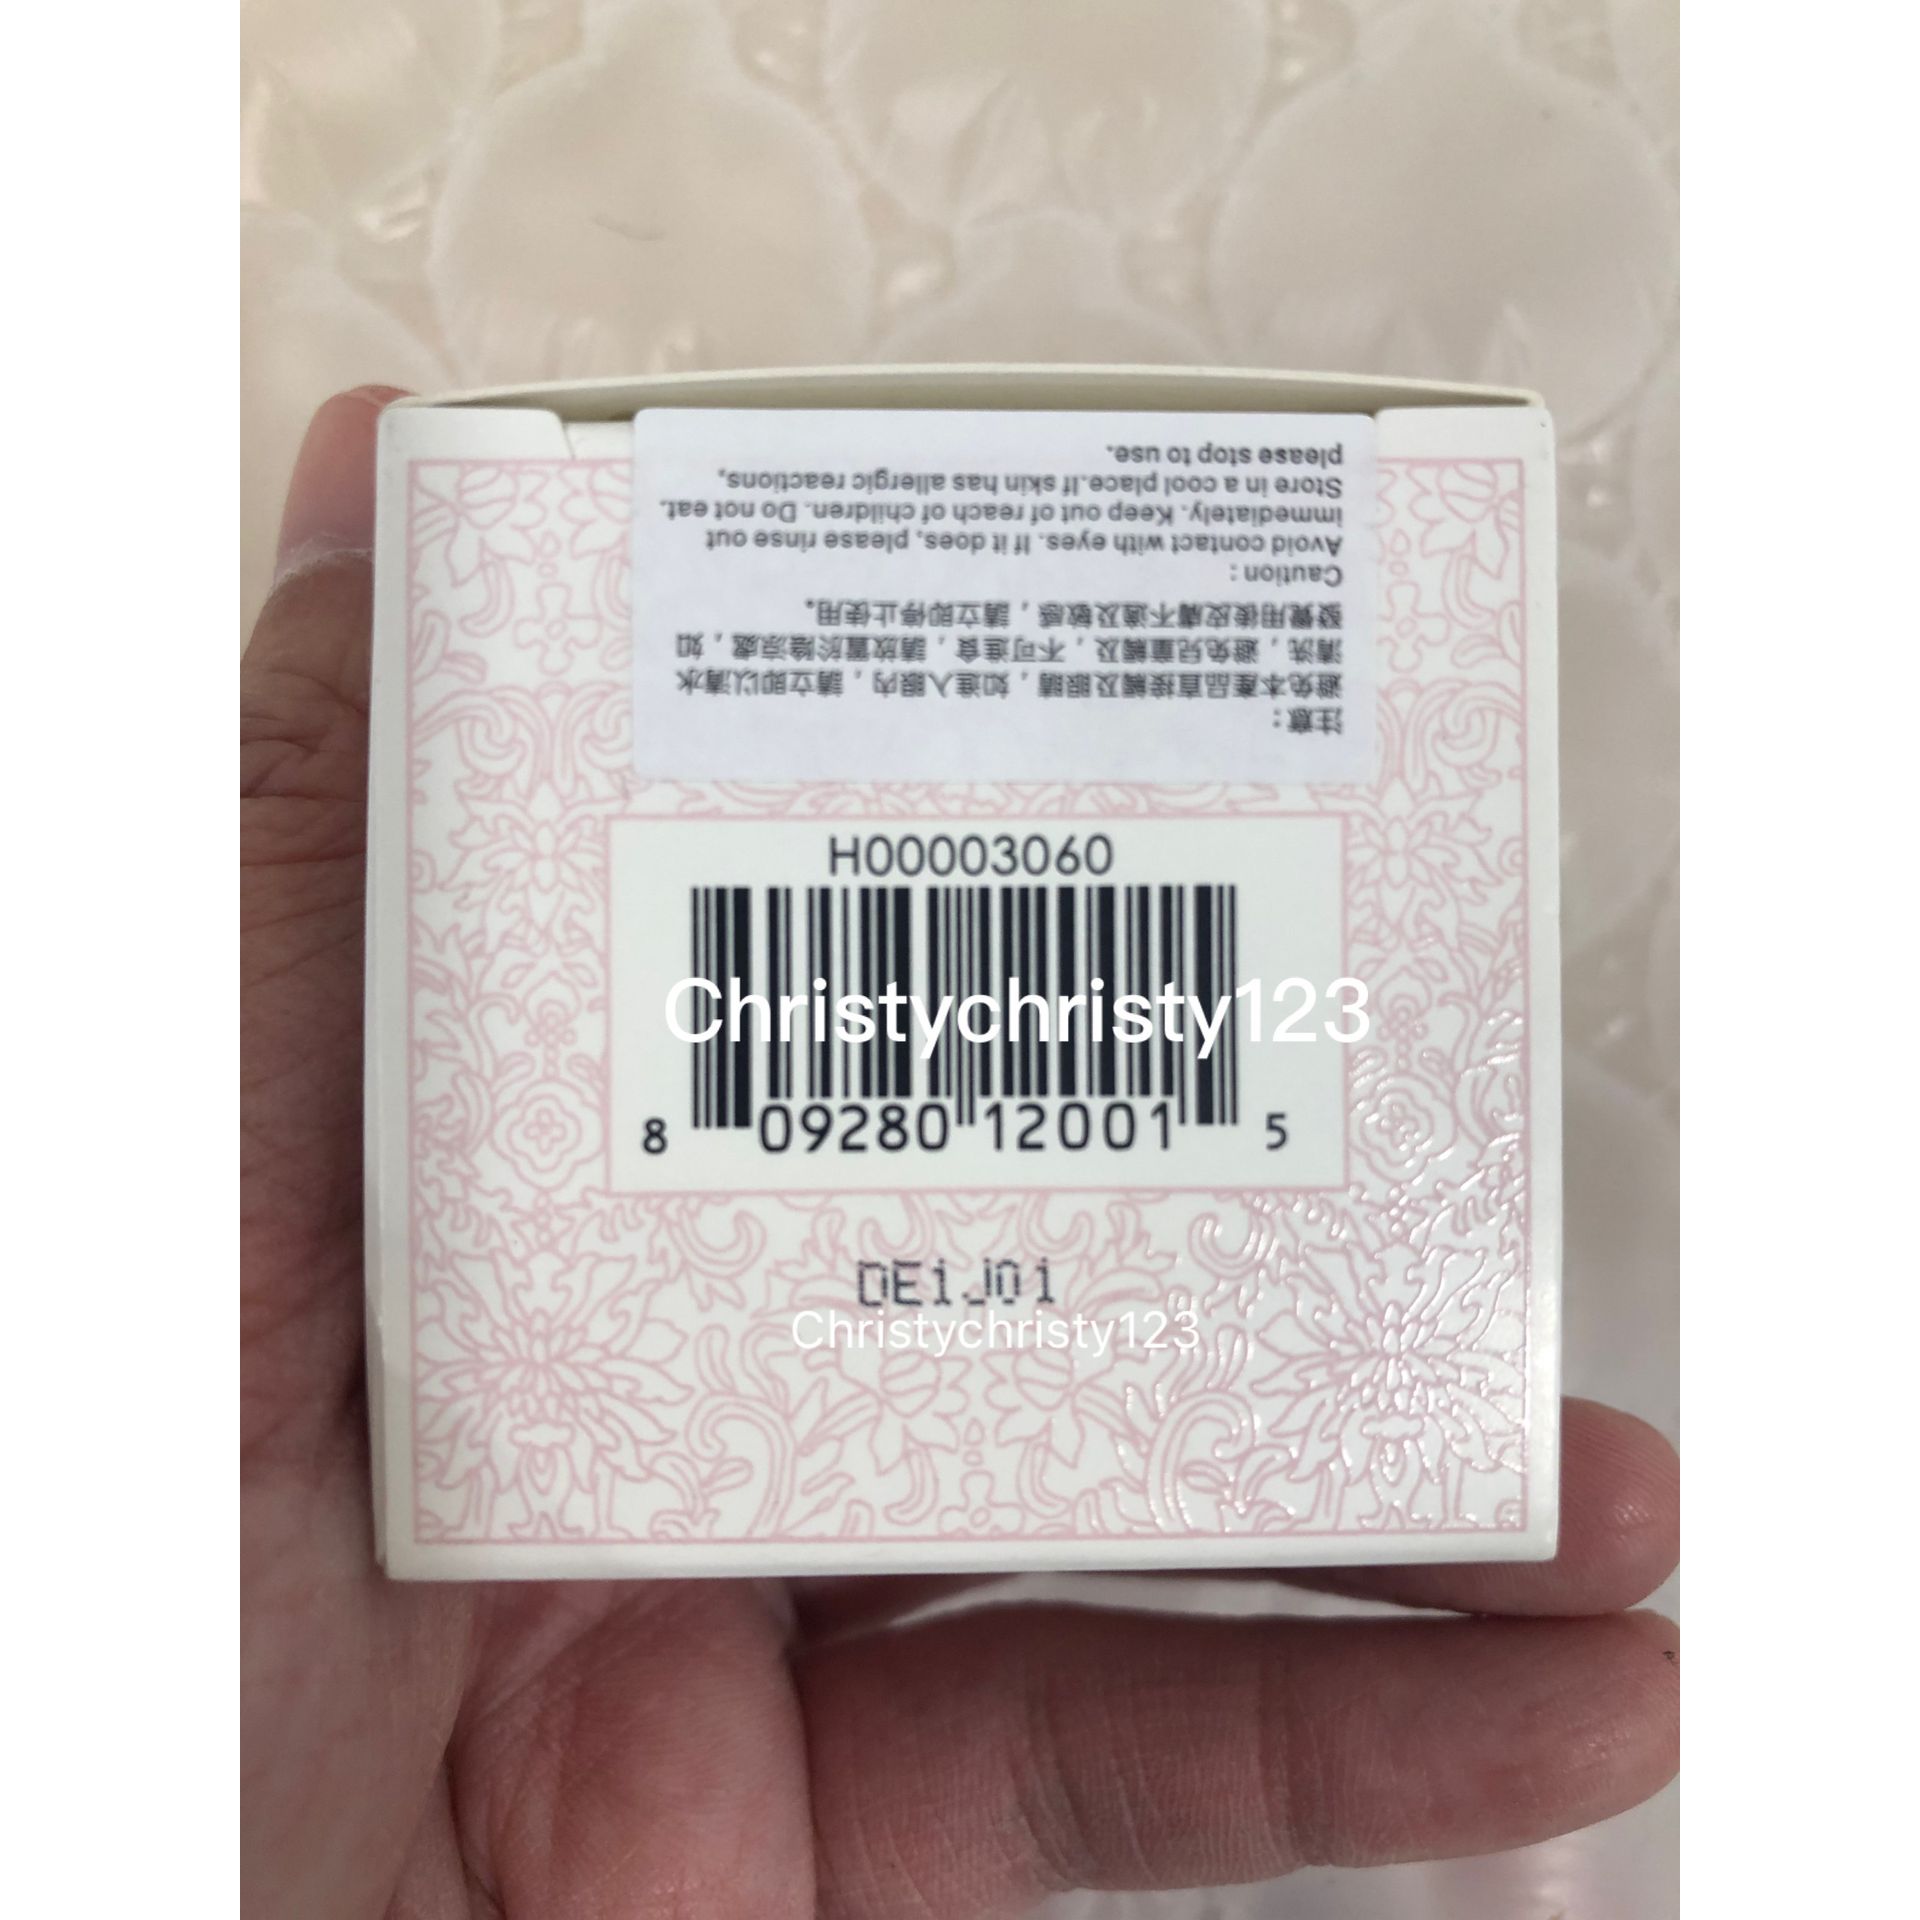 注意：
避免本產品直接觸及眼睛，如進入眼內，請立即以清水
清洗，避免兒童觸及，不可進食，請放置於陰涼處，如
發覺用後皮膚不適及敏感，請立即停止使用。
Caution :
Avoid contact with eyes. If it does, please rinse out
immediately. Keep out of reach of children. Do not eat.
Store in a cool place.If skin has allergic reactions,
please stop to use.
H00003060
Christychristy123
8 09280 12001 5
DE1J01
Christychristy123